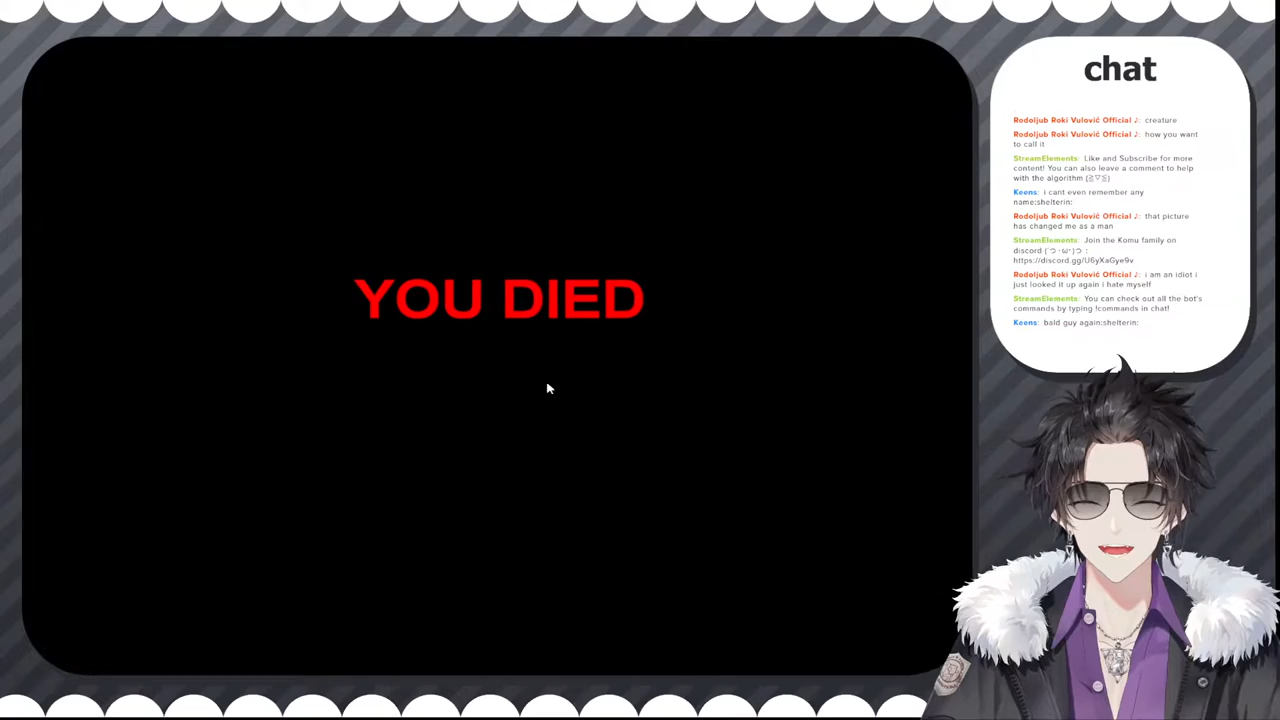 chat
Rodoljub Roki Vulović Official ♪: creature
Rodoljub Roki Vulović Official ♪: how you want
to call it
StreamElements: Like and Subscribe for more
content! You can also leave a comment to help
with the algorithm (≧▽≦)
Keens: i cant even remember any
name:shelterin:
Rodoljub Roki Vulović Official ♪: that picture
has changed me as a man
StreamElements: Join the Komu family on
discord (´つ・ω・)つ :
https://discord.gg/U6yXaGye9v
Rodoljub Roki Vulović Official ♪: i am an idiot i
just looked it up again i hate myself
StreamElements: You can check out all the bot's
commands by typing !commands in chat!
Keens: bald guy again:shelterin:
YOU DIED